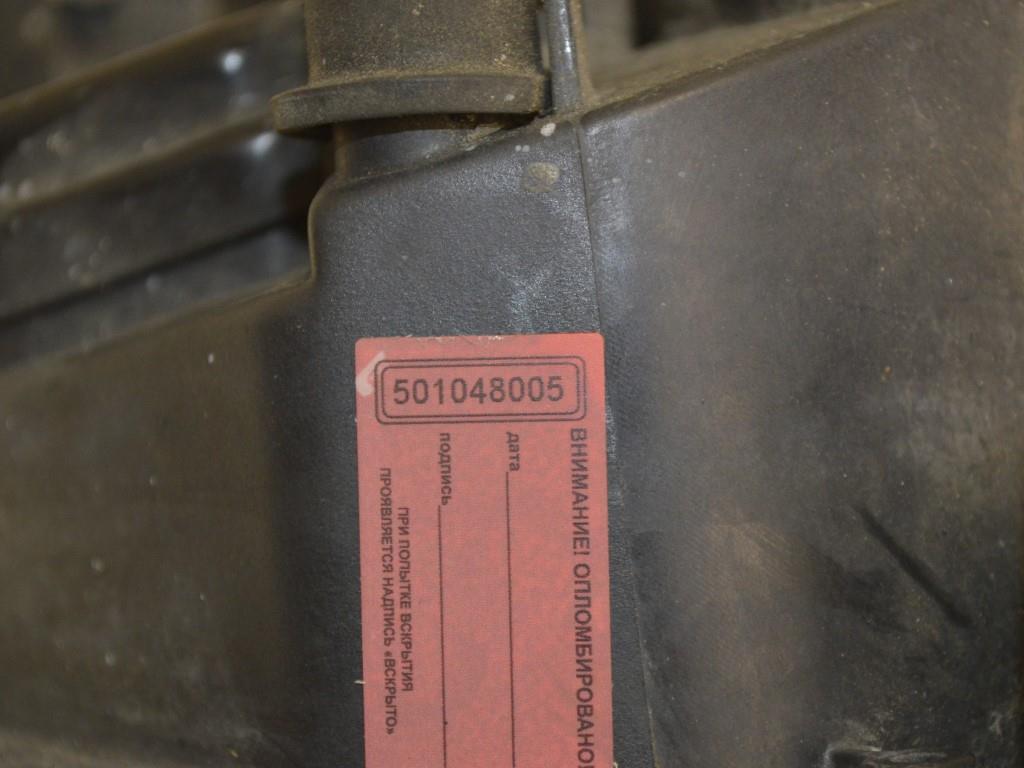 501048005
ВНИМАНИЕ! ОПЛОМБИРОВАНО!
дата
подпись
ПРИ ПОПЫТКЕ ВСКРЫТИЯ
ПРОЯВЛЯЕТСЯ НАДПИСЬ «ВСКРЫТО»